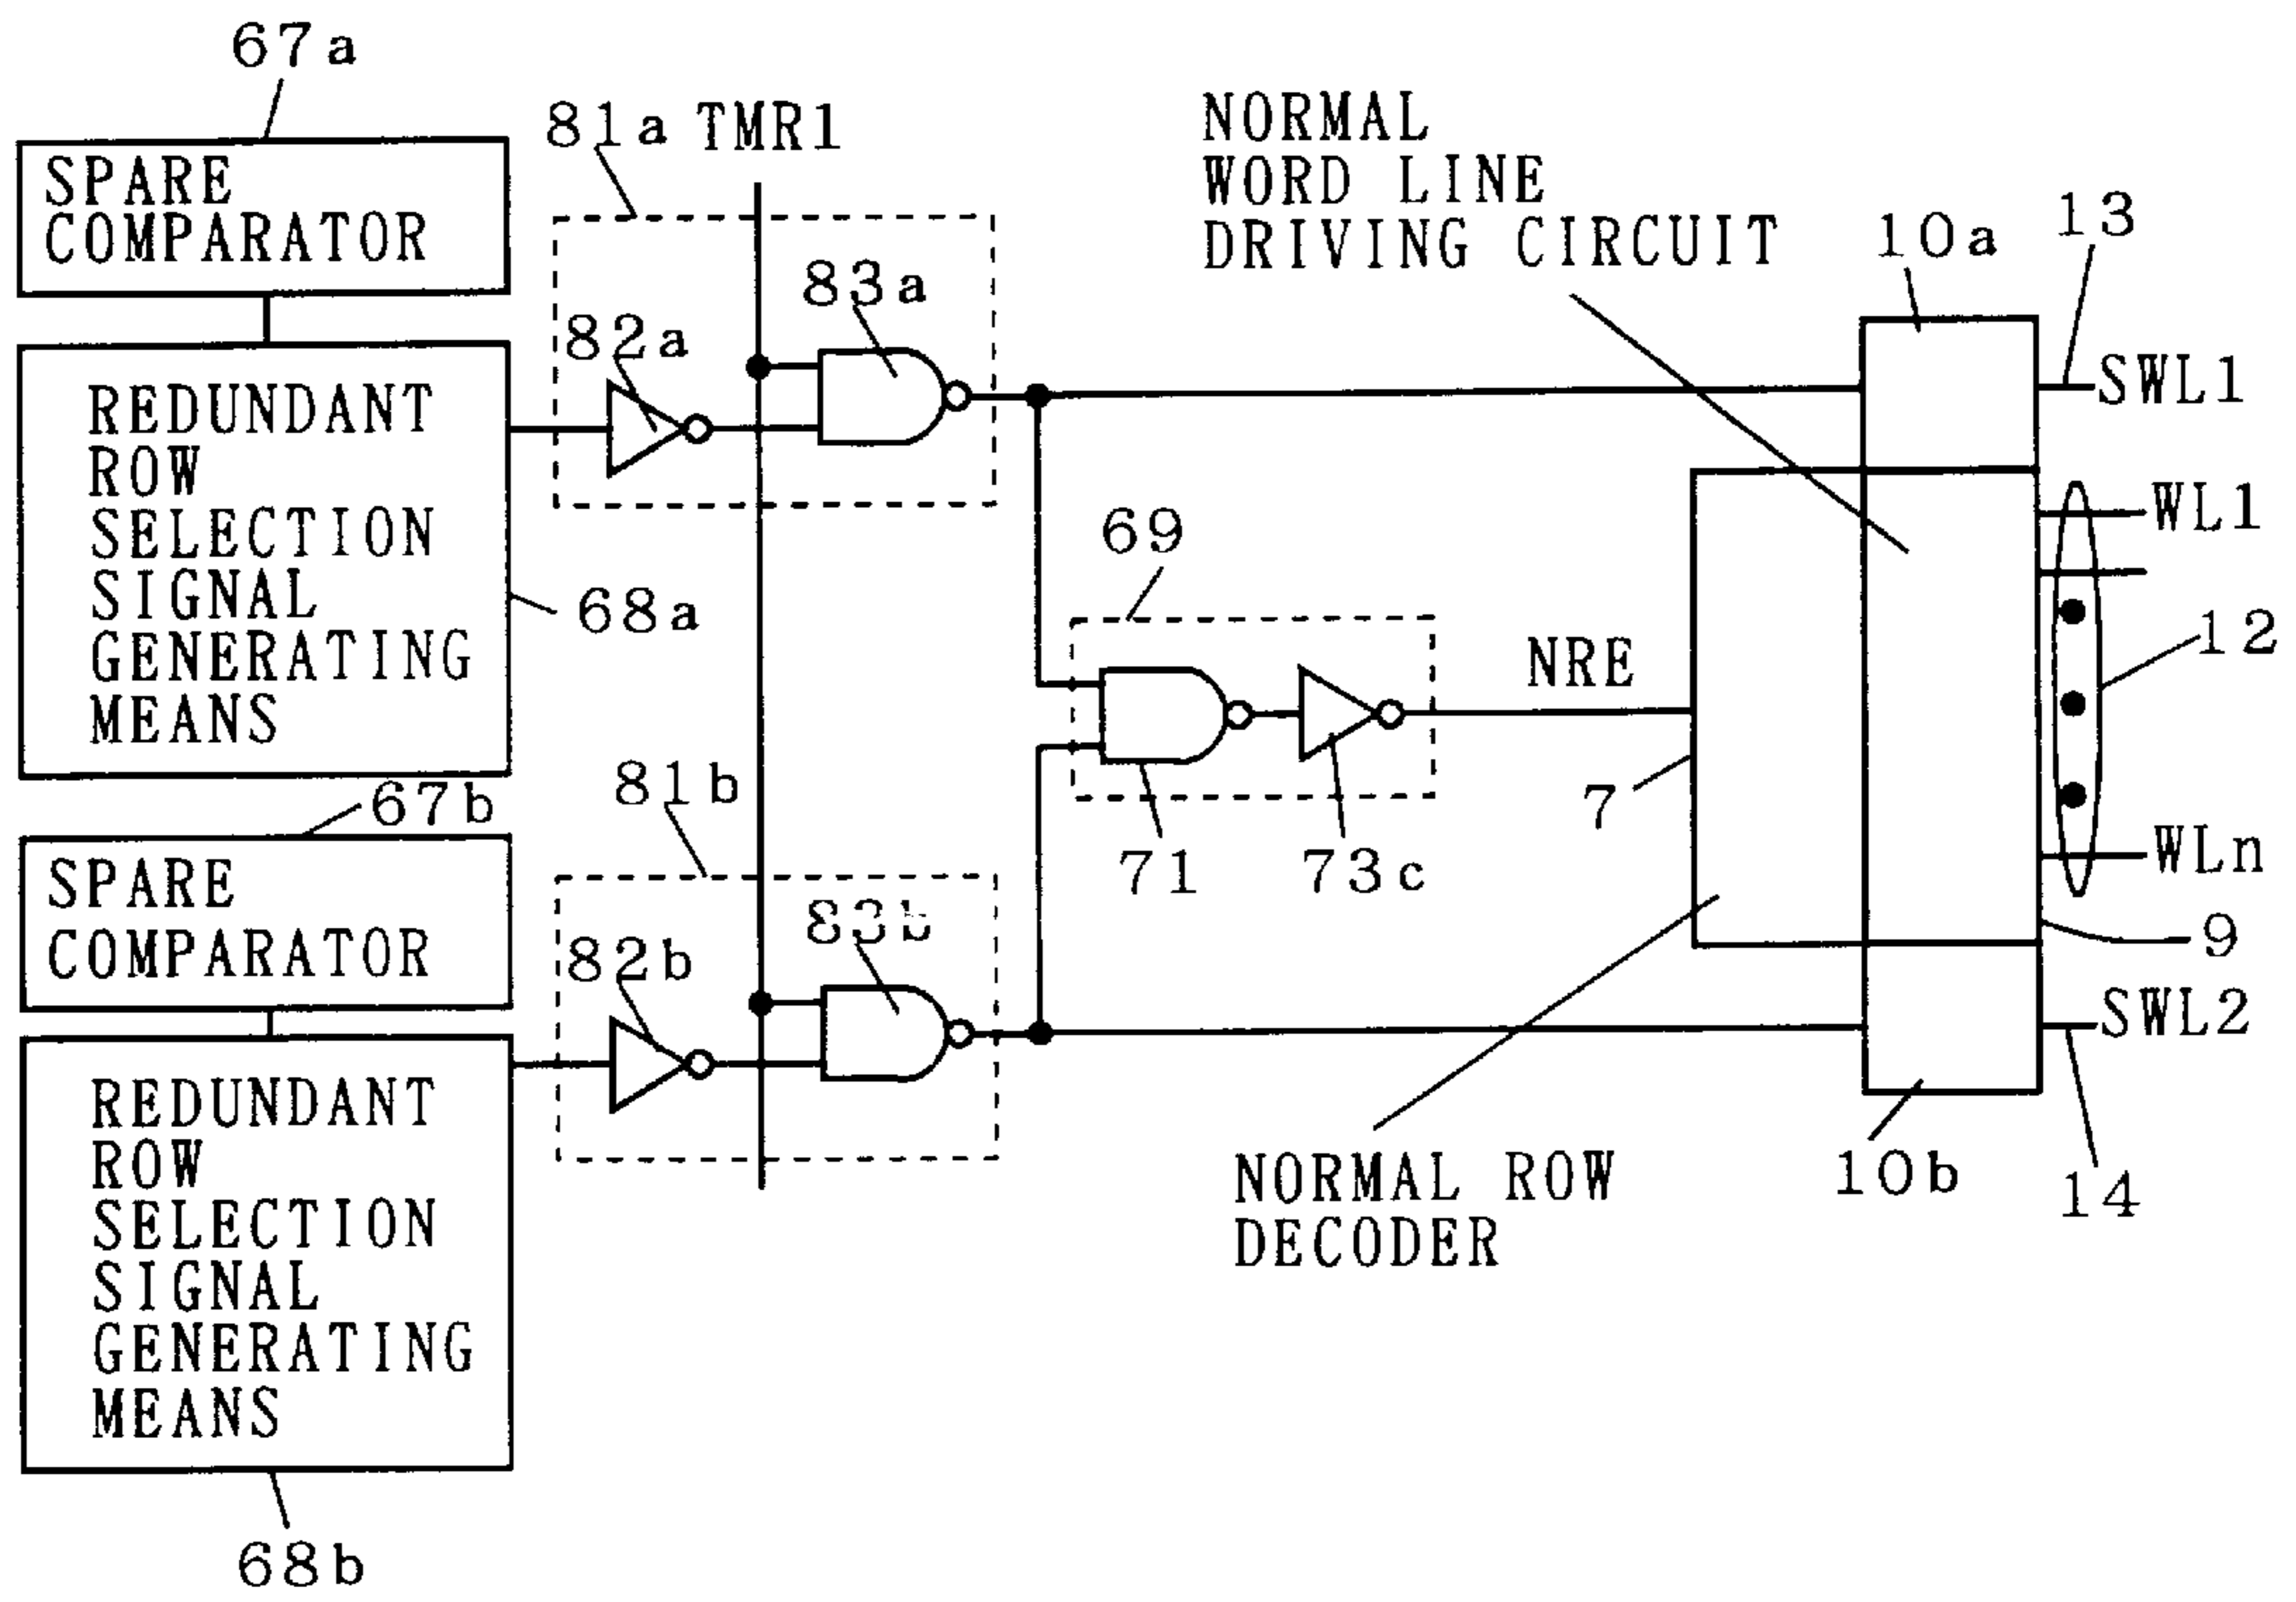 67a
SPARE
COMPARATOR
REDUNDANT
ROW
SELECTION
SIGNAL
GENERATING
MEANS
68a
67b
SPARE
COMPARATOR
REDUNDANT
ROW
SELECTION
SIGNAL
GENERATING
MEANS
68b
81a TMR1
82a
83a
81b
82b
83b
69
71
73c
NRE
NORMAL
WORD LINE
DRIVING CIRCUIT
7
NORMAL ROW
DECODER
10a
13
SWL1
WL1
12
WLn
9
SWL2
10b
14